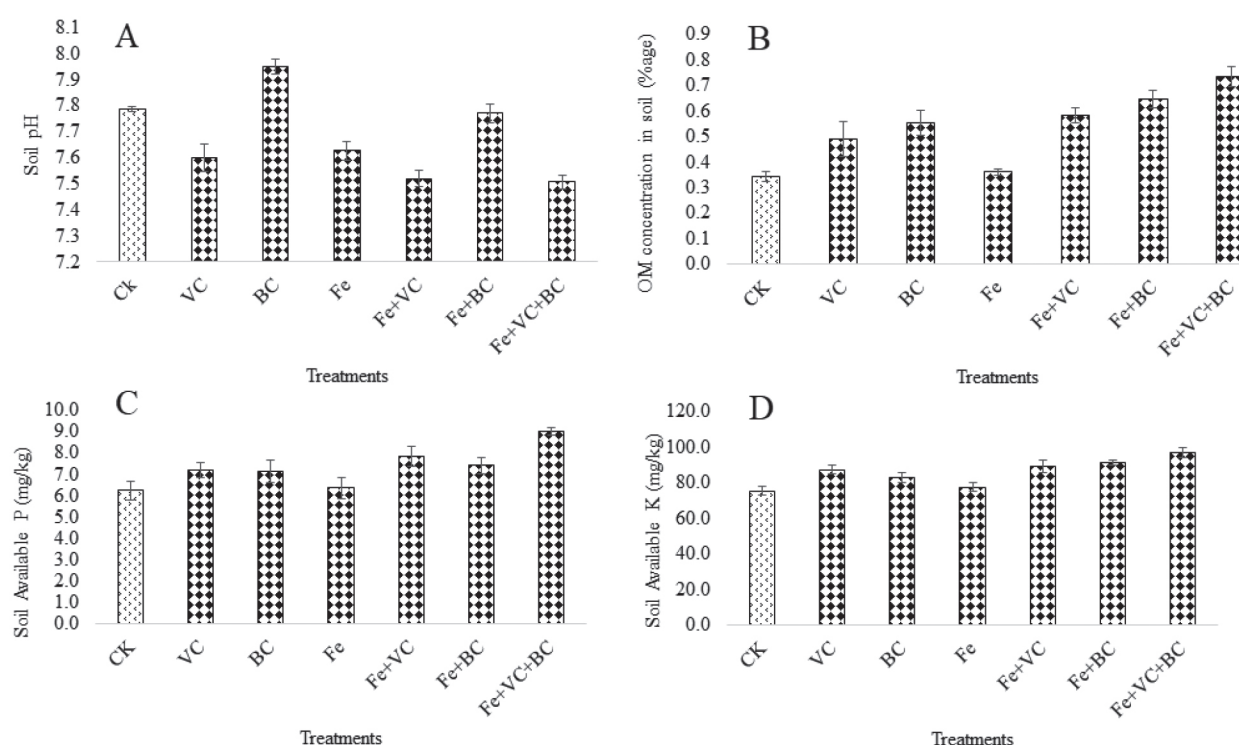 A
Soil pH
8.1
8.0
7.9
7.8
7.7
7.6
7.5
7.4
7.3
7.2
Ck
VC
BC
Fe
Fe+VC
Fe+BC
Fe+VC+BC
Treatments
B
OM concentration in soil (%age)
0.9
0.8
0.7
0.6
0.5
0.4
0.3
0.2
0.1
0.0
CK
VC
BC
Fe
Fe+VC
Fe+BC
Fe+VC+BC
Treatments
C
Soil Available P (mg/kg)
10.0
9.0
8.0
7.0
6.0
5.0
4.0
3.0
2.0
1.0
0.0
CK
VC
BC
Fe
Fe+VC
Fe+BC
Fe+VC+BC
Treatments
D
Soil Available K (mg/kg)
120.0
100.0
80.0
60.0
40.0
20.0
0.0
CK
VC
BC
Fe
Fe+VC
Fe+BC
Fe+VC+BC
Treatments